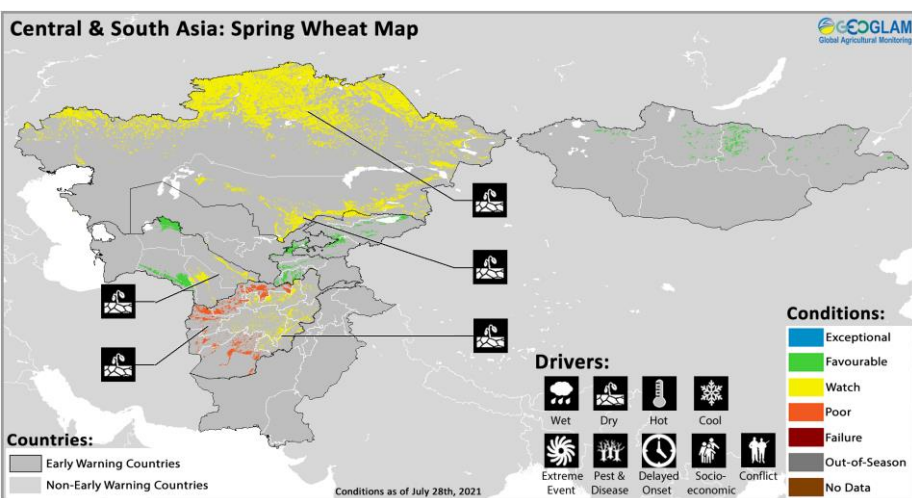 Central & South Asia: Spring Wheat Map
GEOGLAM
Global Agricultural Monitoring
Conditions:
Exceptional
Favourable
Watch
Poor
Failure
Out-of-Season
No Data
Drivers:
Wet
Dry
Hot
Cool
Extreme Event
Pest & Disease
Delayed Onset
Socio-economic
Conflict
Countries:
Early Warning Countries
Non-Early Warning Countries
Conditions as of July 28th, 2021